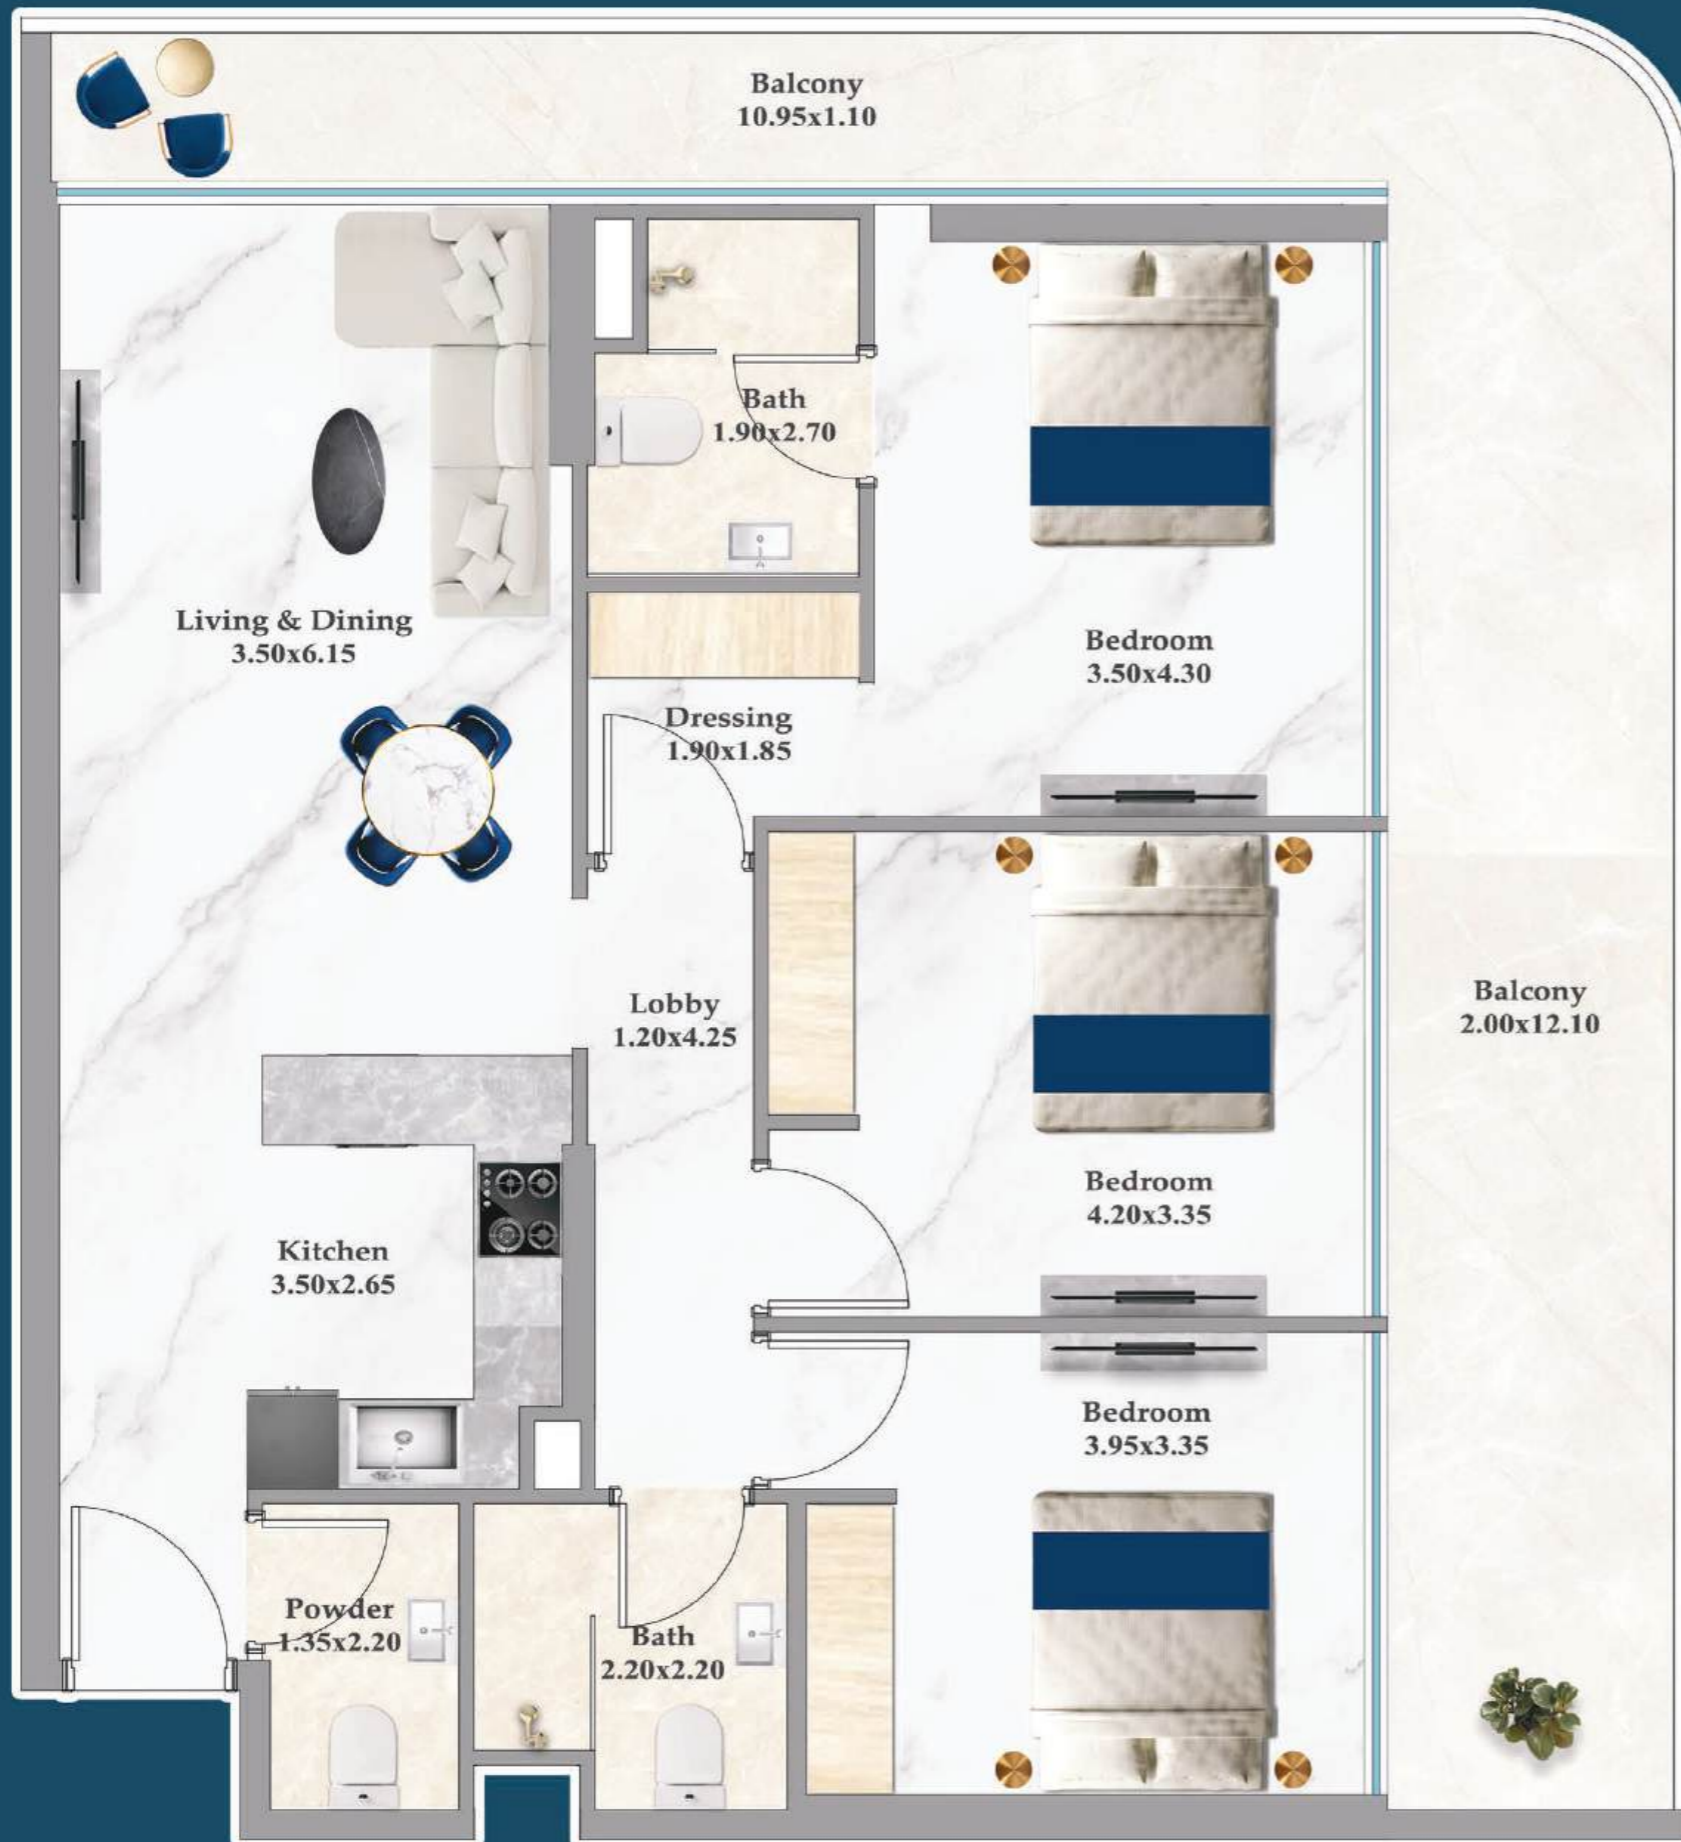 Balcony
10.95x1.10
Bath
1.90x2.70
Living & Dining
3.50x6.15
Bedroom
3.50x4.30
Dressing
1.90x1.85
Lobby
1.20x4.25
Balcony
2.00x12.10
Bedroom
4.20x3.35
Kitchen
3.50x2.65
Bedroom
3.95x3.35
Powder
1.35x2.20
Bath
2.20x2.20